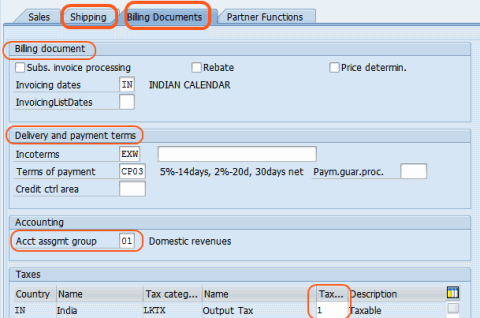 Sales Shipping Billing Documents Partner Functions
Billing document
Subs. invoice processing Rebate Price determin.
Invoicing dates IN INDIAN CALENDAR
InvoicingListDates
Delivery and payment terms
Incoterms EXW
Terms of payment CP03 5%-14days, 2%-20d, 30days net Paym.guar.proc.
Credit ctrl area
Accounting
Acct assgmt group 01 Domestic revenues
Taxes
Country Name Tax categ... Name Tax... Description
IN India LKTX Output Tax 1 Taxable